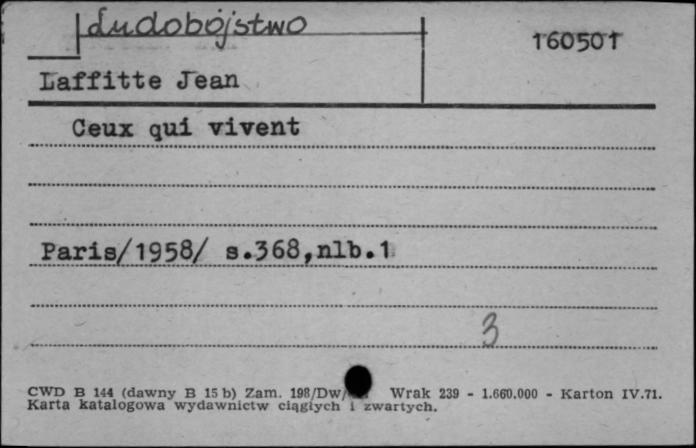 ludobójstwo
160501
Laffitte Jean
Ceux qui vivent
Paris/1958/ s.368,nlb.1
3
CWD B 144 (dawny B 15 b) Zam. 198/Dw/ Wrak 239 - 1.660.000 - Karton IV.71.
Karta katalogowa wydawnictw ciągłych i zwartych.